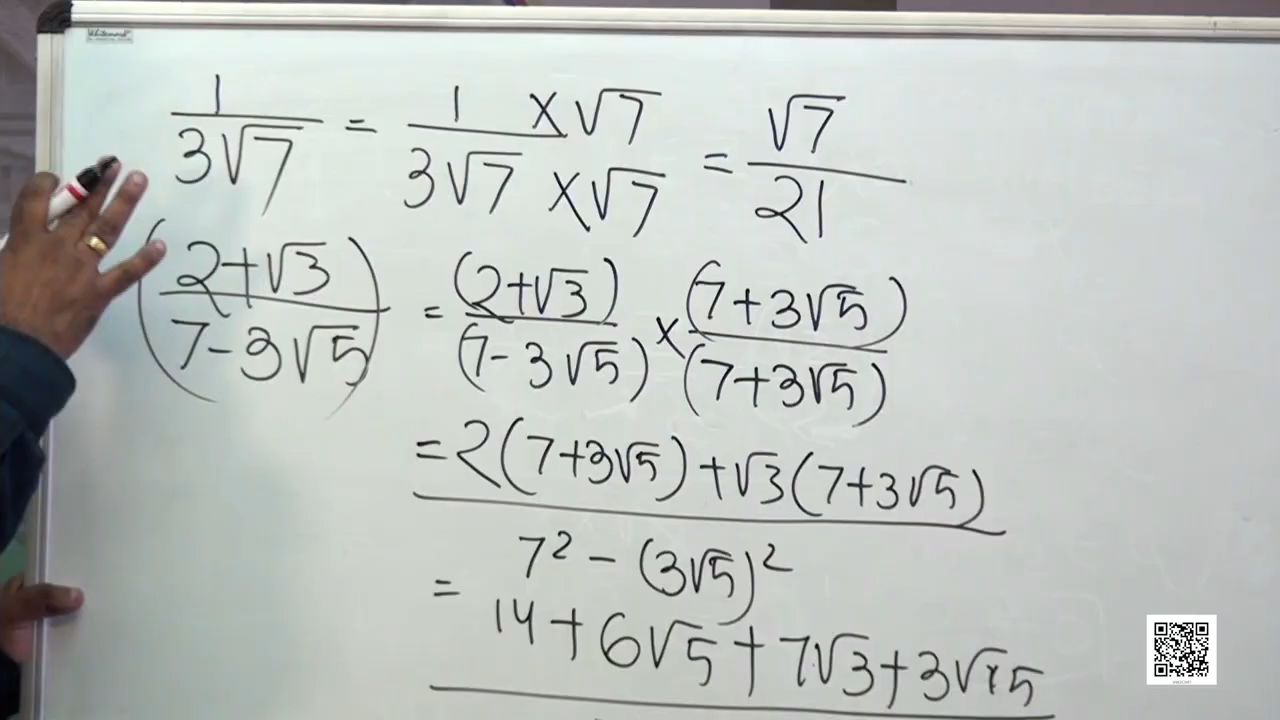 Whitemark
1/(3√7) = (1 × √7)/(3√7 × √7) = √7/21
((2+√3)/(7-3√5)) = (2+√3)/(7-3√5) × (7+3√5)/(7+3√5)
= 2(7+3√5)+√3(7+3√5)
7² - (3√5)²
= 14+6√5+7√3+3√15